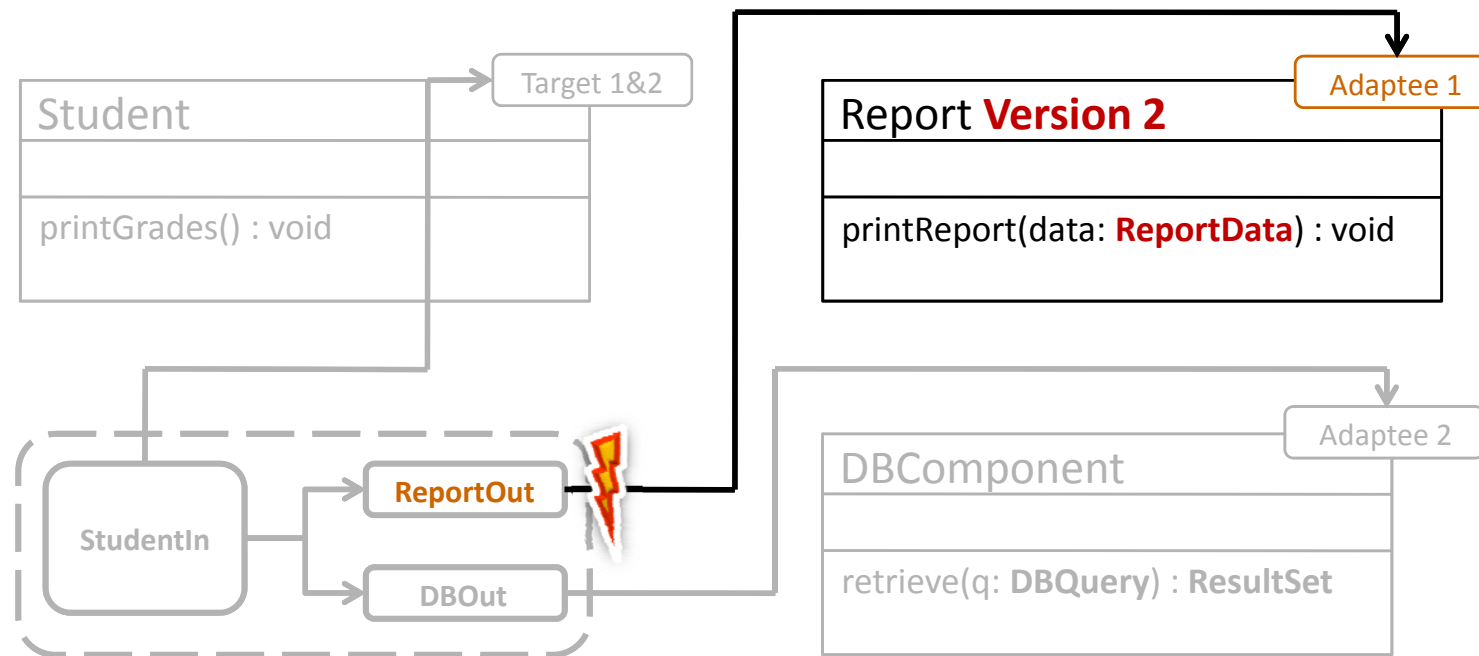 Target 1&2
Student
printGrades() : void
Adaptee 1
Report Version 2
printReport(data: ReportData) : void
StudentIn
ReportOut
DBOut
Adaptee 2
DBComponent
retrieve(q: DBQuery) : ResultSet